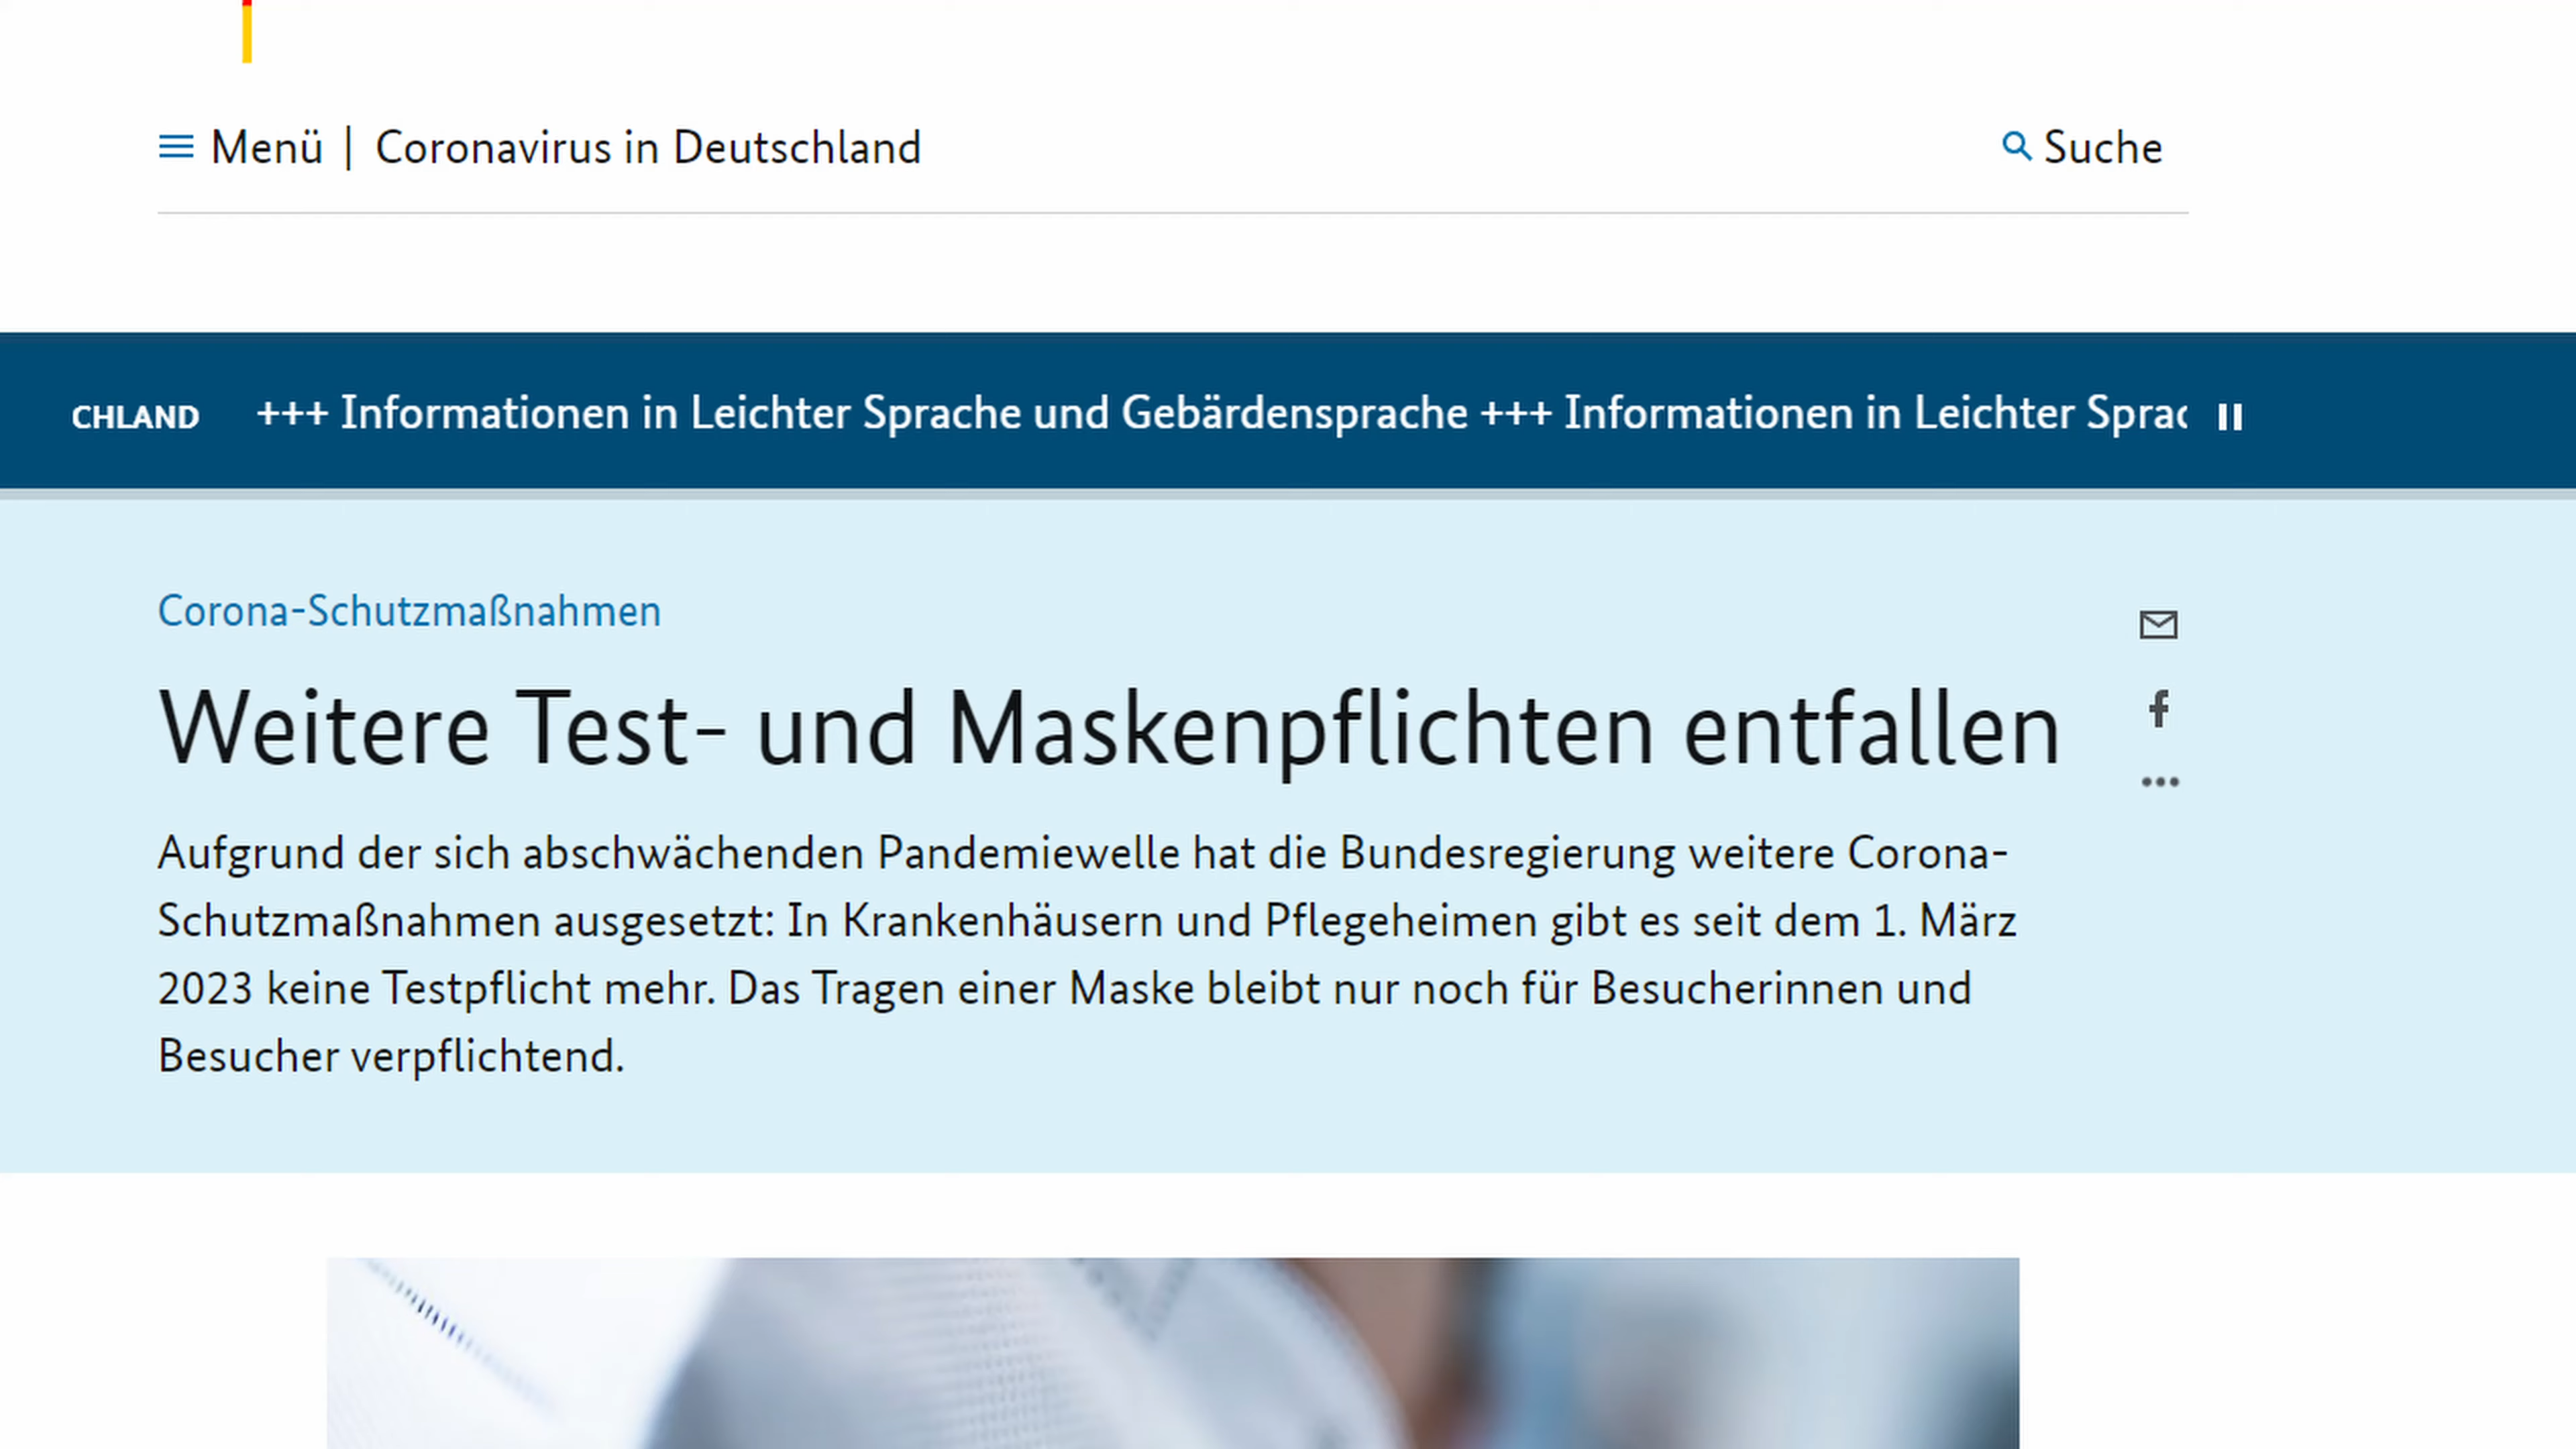 Menü | Coronavirus in Deutschland
Suche
CHLAND +++ Informationen in Leichter Sprache und Gebärdensprache +++ Informationen in Leichter Sprac
Corona-Schutzmaßnahmen
Weitere Test- und Maskenpflichten entfallen
Aufgrund der sich abschwächenden Pandemiewelle hat die Bundesregierung weitere Corona-
Schutzmaßnahmen ausgesetzt: In Krankenhäusern und Pflegeheimen gibt es seit dem 1. März
2023 keine Testpflicht mehr. Das Tragen einer Maske bleibt nur noch für Besucherinnen und
Besucher verpflichtend.